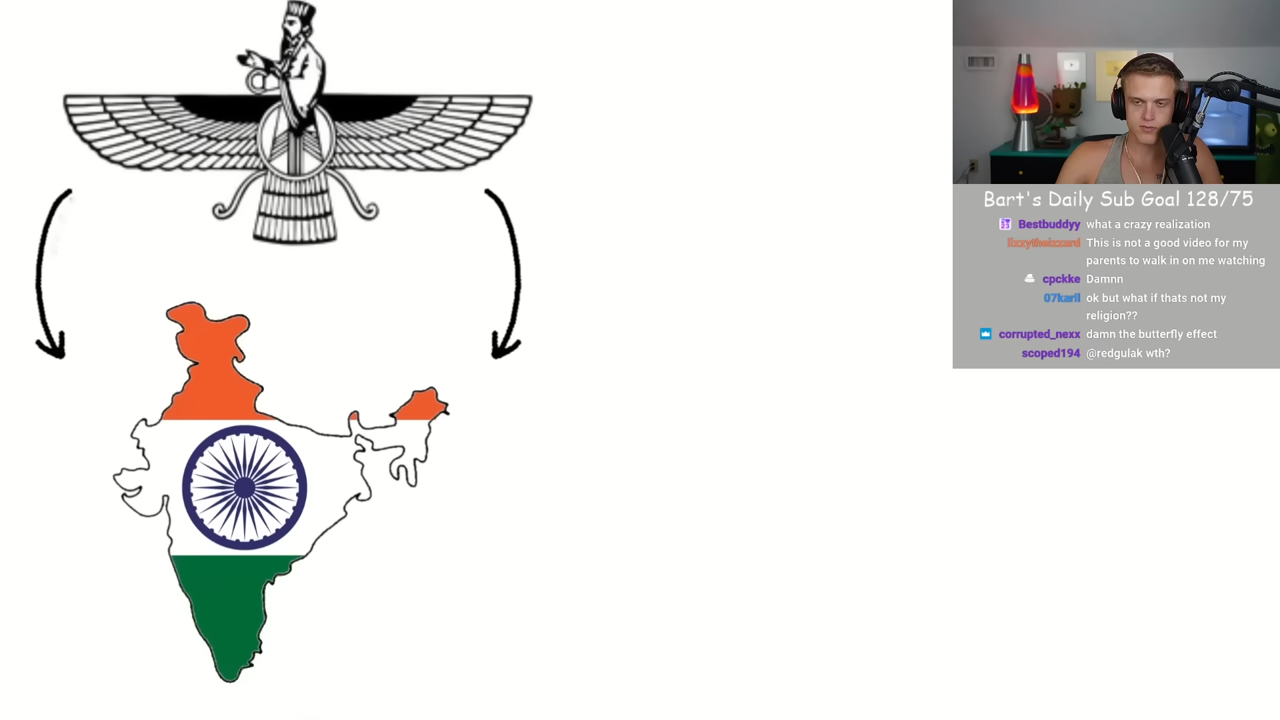 Bart's Daily Sub Goal 128/75
Bestbuddyy what a crazy realization
This is not a good video for my
parents to walk in on me watching
cpckke Damnn
07karll ok but what if thats not my
religion??
corrupted_nexx damn the butterfly effect
scoped194 @redgulak wth?